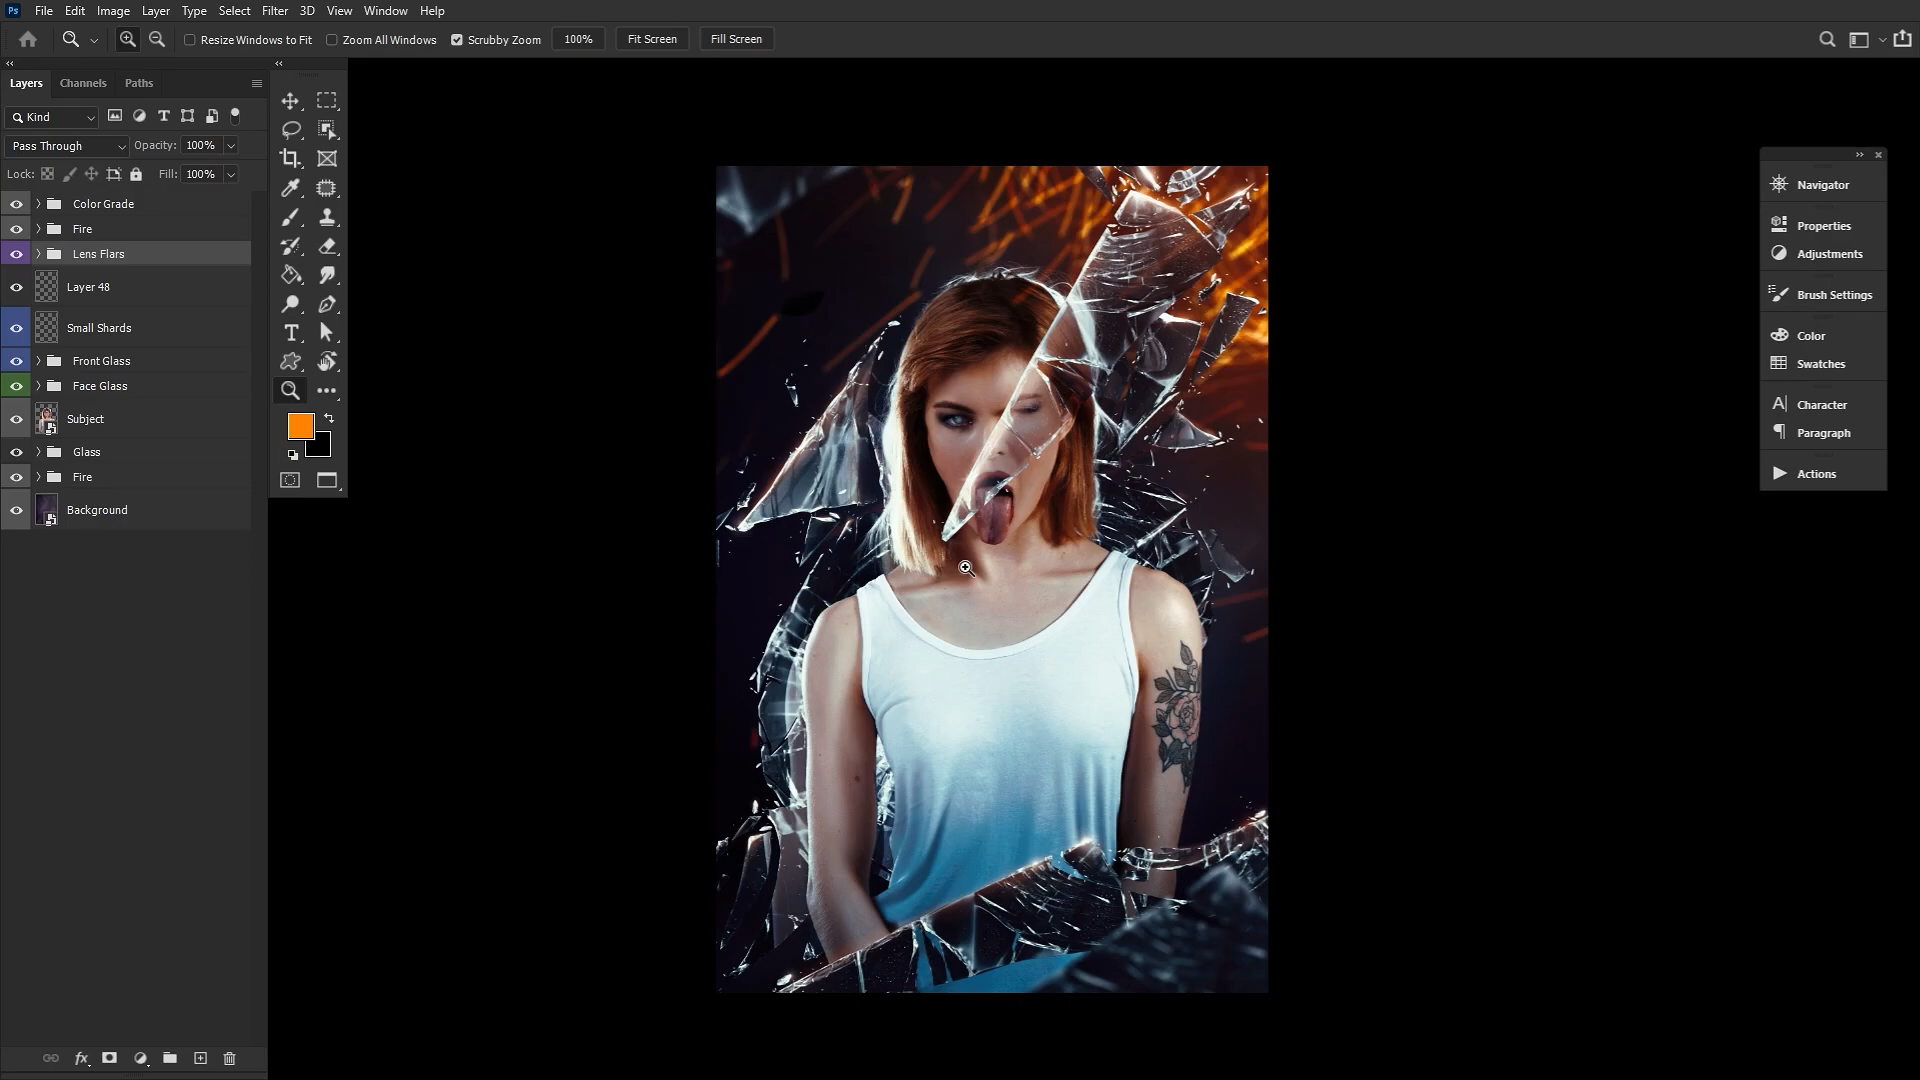 Ps File Edit Image Layer Type Select Filter 3D View Window Help
Resize Windows to Fit Zoom All Windows Scrubby Zoom 100% Fit Screen Fill Screen
Layers Channels Paths
Kind
Pass Through Opacity: 100%
Lock: Fill: 100%
Color Grade
Fire
Lens Flars
Layer 48
Small Shards
Front Glass
Face Glass
Subject
Glass
Fire
Background
fx
Navigator
Properties
Adjustments
Brush Settings
Color
Swatches
Character
Paragraph
Actions